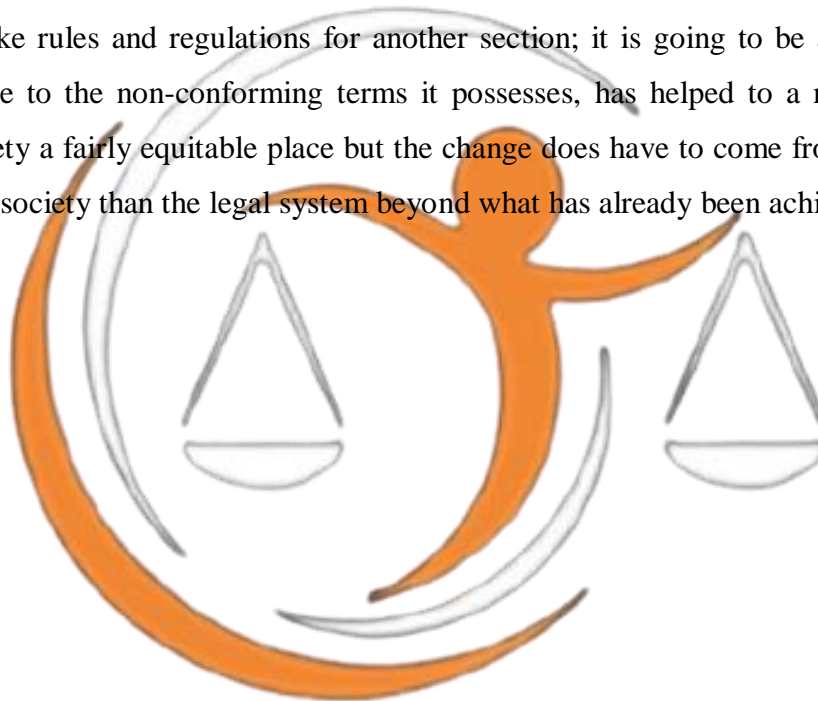 ke rules and regulations for another section; it is going to be
e to the non-conforming terms it possesses, has helped to a
ety a fairly equitable place but the change does have to come
society than the legal system beyond what has already been